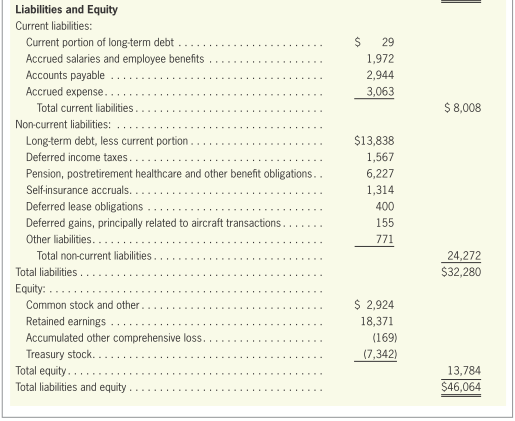 Liabilities and Equity
Current liabilities:
Current portion of long-term debt . . . . . . . . . . . . . . . . . . . . . . . . $ 29
Accrued salaries and employee benefits . . . . . . . . . . . . . . . . . . . 1,972
Accounts payable . . . . . . . . . . . . . . . . . . . . . . . . . . . . . . . . . . . 2,944
Accrued expense. . . . . . . . . . . . . . . . . . . . . . . . . . . . . . . . . . . . 3,063
Total current liabilities . . . . . . . . . . . . . . . . . . . . . . . . . . . . . . . $ 8,008
Non-current liabilities: . . . . . . . . . . . . . . . . . . . . . . . . . . . . . . . . . .
Long-term debt, less current portion . . . . . . . . . . . . . . . . . . . . . . $13,838
Deferred income taxes. . . . . . . . . . . . . . . . . . . . . . . . . . . . . . . . 1,567
Pension, postretirement healthcare and other benefit obligations. . 6,227
Self-insurance accruals. . . . . . . . . . . . . . . . . . . . . . . . . . . . . . . . 1,314
Deferred lease obligations . . . . . . . . . . . . . . . . . . . . . . . . . . . . . 400
Deferred gains, principally related to aircraft transactions . . . . . . . 155
Other liabilities. . . . . . . . . . . . . . . . . . . . . . . . . . . . . . . . . . . . . . 771
Total non-current liabilities . . . . . . . . . . . . . . . . . . . . . . . . . . . . 24,272
Total liabilities . . . . . . . . . . . . . . . . . . . . . . . . . . . . . . . . . . . . . . . . $32,280
Equity: . . . . . . . . . . . . . . . . . . . . . . . . . . . . . . . . . . . . . . . . . . . . .
Common stock and other . . . . . . . . . . . . . . . . . . . . . . . . . . . . . . $ 2,924
Retained earnings . . . . . . . . . . . . . . . . . . . . . . . . . . . . . . . . . . . 18,371
Accumulated other comprehensive loss. . . . . . . . . . . . . . . . . . . . (169)
Treasury stock. . . . . . . . . . . . . . . . . . . . . . . . . . . . . . . . . . . . . . (7,342)
Total equity . . . . . . . . . . . . . . . . . . . . . . . . . . . . . . . . . . . . . . . . . . 13,784
Total liabilities and equity . . . . . . . . . . . . . . . . . . . . . . . . . . . . . . . . $46,064